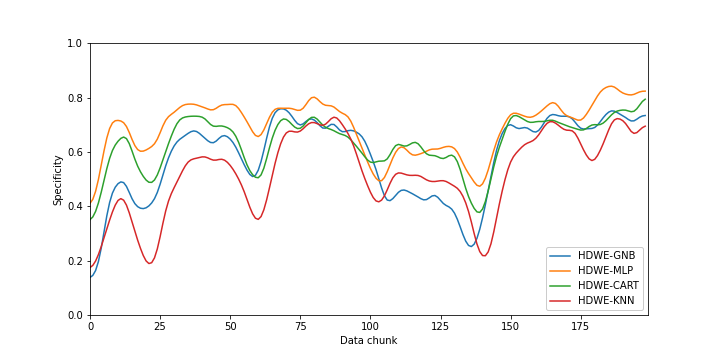 1.0
0.8
0.6
0.4
0.2
0.0
Specificity
0
25
50
75
100
125
150
175
Data chunk
HDWE-GNB
HDWE-MLP
HDWE-CART
HDWE-KNN